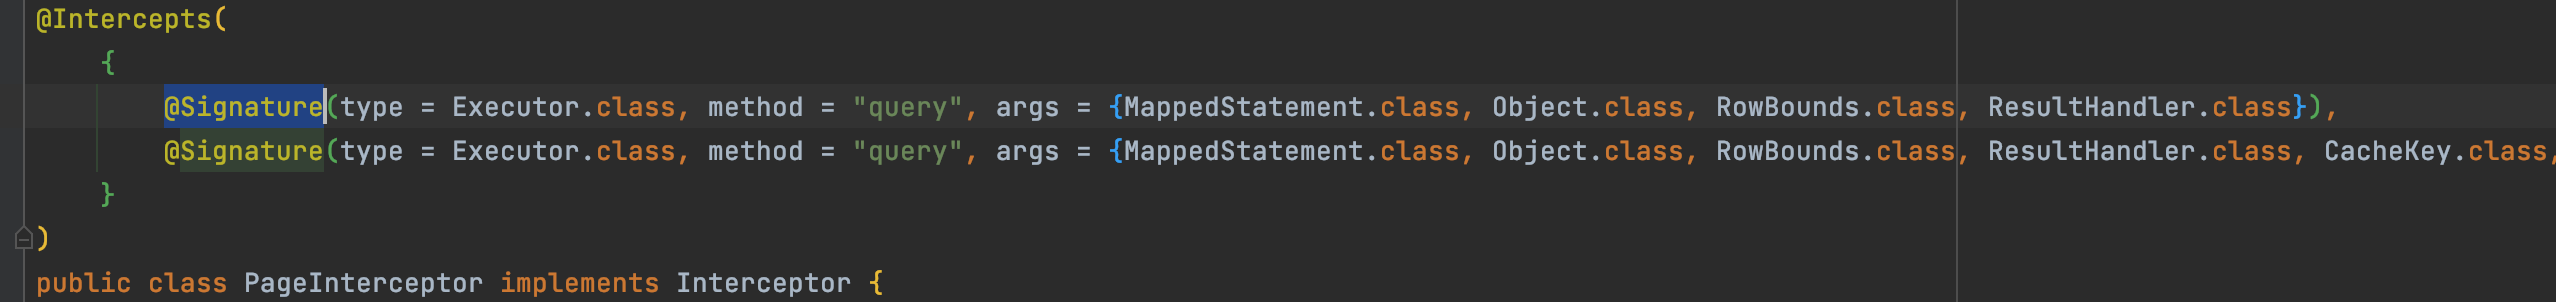 @Intercepts(
{
@Signature(type = Executor.class, method = "query", args = {MappedStatement.class, Object.class, RowBounds.class, ResultHandler.class}),
@Signature(type = Executor.class, method = "query", args = {MappedStatement.class, Object.class, RowBounds.class, ResultHandler.class, CacheKey.class,
}
)
public class PageInterceptor implements Interceptor {